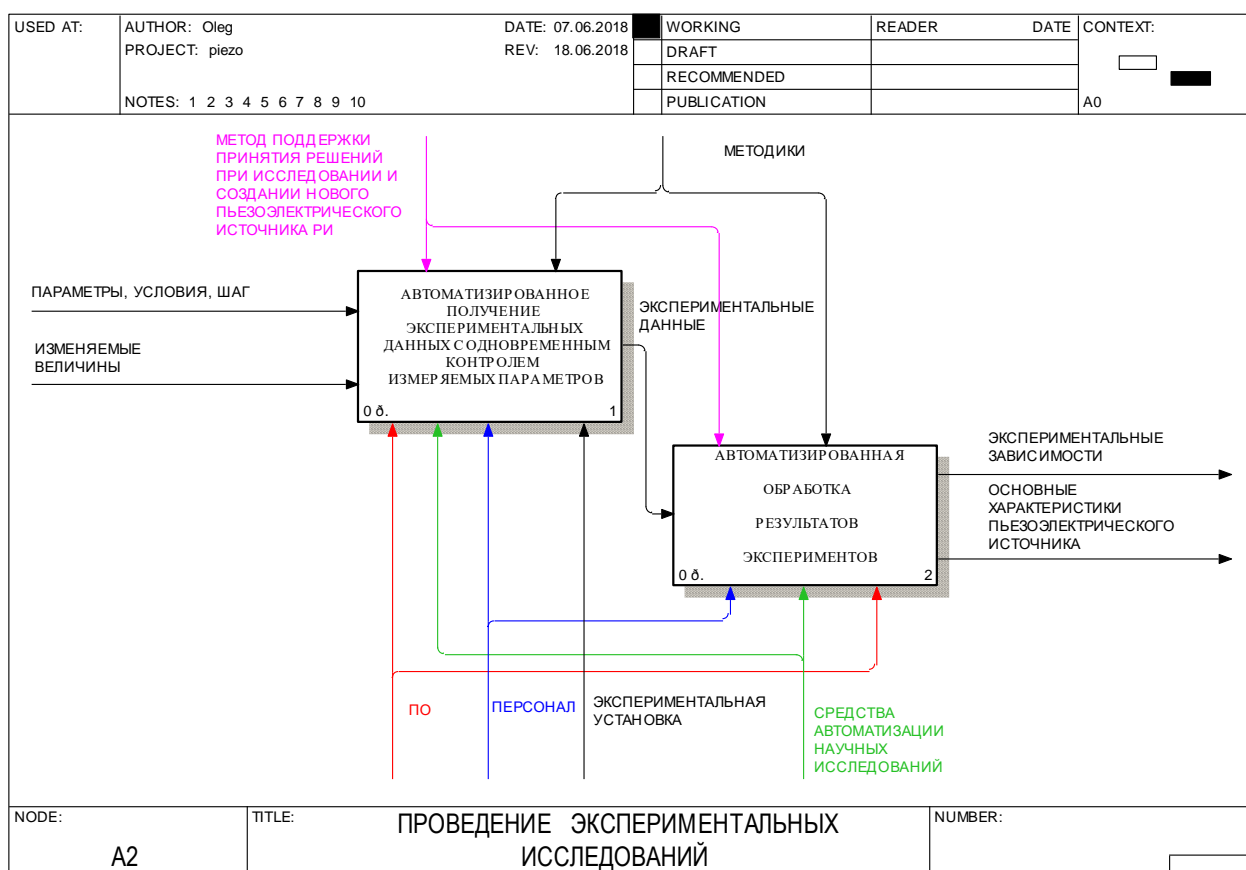 USED AT:
AUTHOR: Oleg
DATE: 07.06.2018
PROJECT: piezo
REV: 18.06.2018
NOTES: 1 2 3 4 5 6 7 8 9 10
WORKING
DRAFT
RECOMMENDED
PUBLICATION
READER
DATE
CONTEXT:
A0
МЕТОД ПОДДЕРЖКИ
ПРИНЯТИЯ РЕШЕНИЙ
ПРИ ИССЛЕДОВАНИИ И
СОЗДАНИИ НОВОГО
ПЬЕЗОЭЛЕКТРИЧЕСКОГО
ИСТОЧНИКА РИ
МЕТОДИКИ
ПАРАМЕТРЫ, УСЛОВИЯ, ШАГ
ИЗМЕНЯЕМЫЕ
ВЕЛИЧИНЫ
АВТОМАТИЗИРОВАННОЕ
ПОЛУЧЕНИЕ
ЭКСПЕРИМЕНТАЛЬНЫХ
ДАННЫХ С ОДНОВРЕМЕННЫМ
КОНТРОЛЕМ
ИЗМЕРЯЕМЫХ ПАРАМЕТРОВ
0 ð.
1
ЭКСПЕРИМЕНТАЛЬНЫЕ
ДАННЫЕ
АВТОМАТИЗИРОВАННАЯ
ОБРАБОТКА
РЕЗУЛЬТАТОВ
ЭКСПЕРИМЕНТОВ
0 ð.
2
ЭКСПЕРИМЕНТАЛЬНЫЕ
ЗАВИСИМОСТИ
ОСНОВНЫЕ
ХАРАКТЕРИСТИКИ
ПЬЕЗОЭЛЕКТРИЧЕСКОГО
ИСТОЧНИКА
ПО
ПЕРСОНАЛ
ЭКСПЕРИМЕНТАЛЬНАЯ
УСТАНОВКА
СРЕДСТВА
АВТОМАТИЗАЦИИ
НАУЧНЫХ
ИССЛЕДОВАНИЙ
NODE:
A2
TITLE:
ПРОВЕДЕНИЕ ЭКСПЕРИМЕНТАЛЬНЫХ
ИССЛЕДОВАНИЙ
NUMBER: